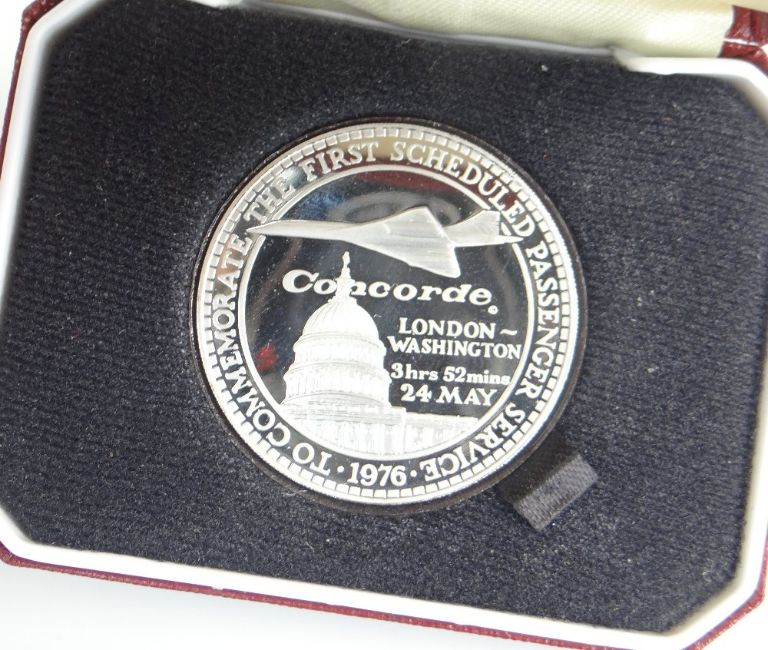 TO COMMEMORATE THE FIRST SCHEDULED PASSENGER SERVICE
· 1976 ·
Concorde ©
LONDON ~
WASHINGTON
3hrs 52mins
24 MAY